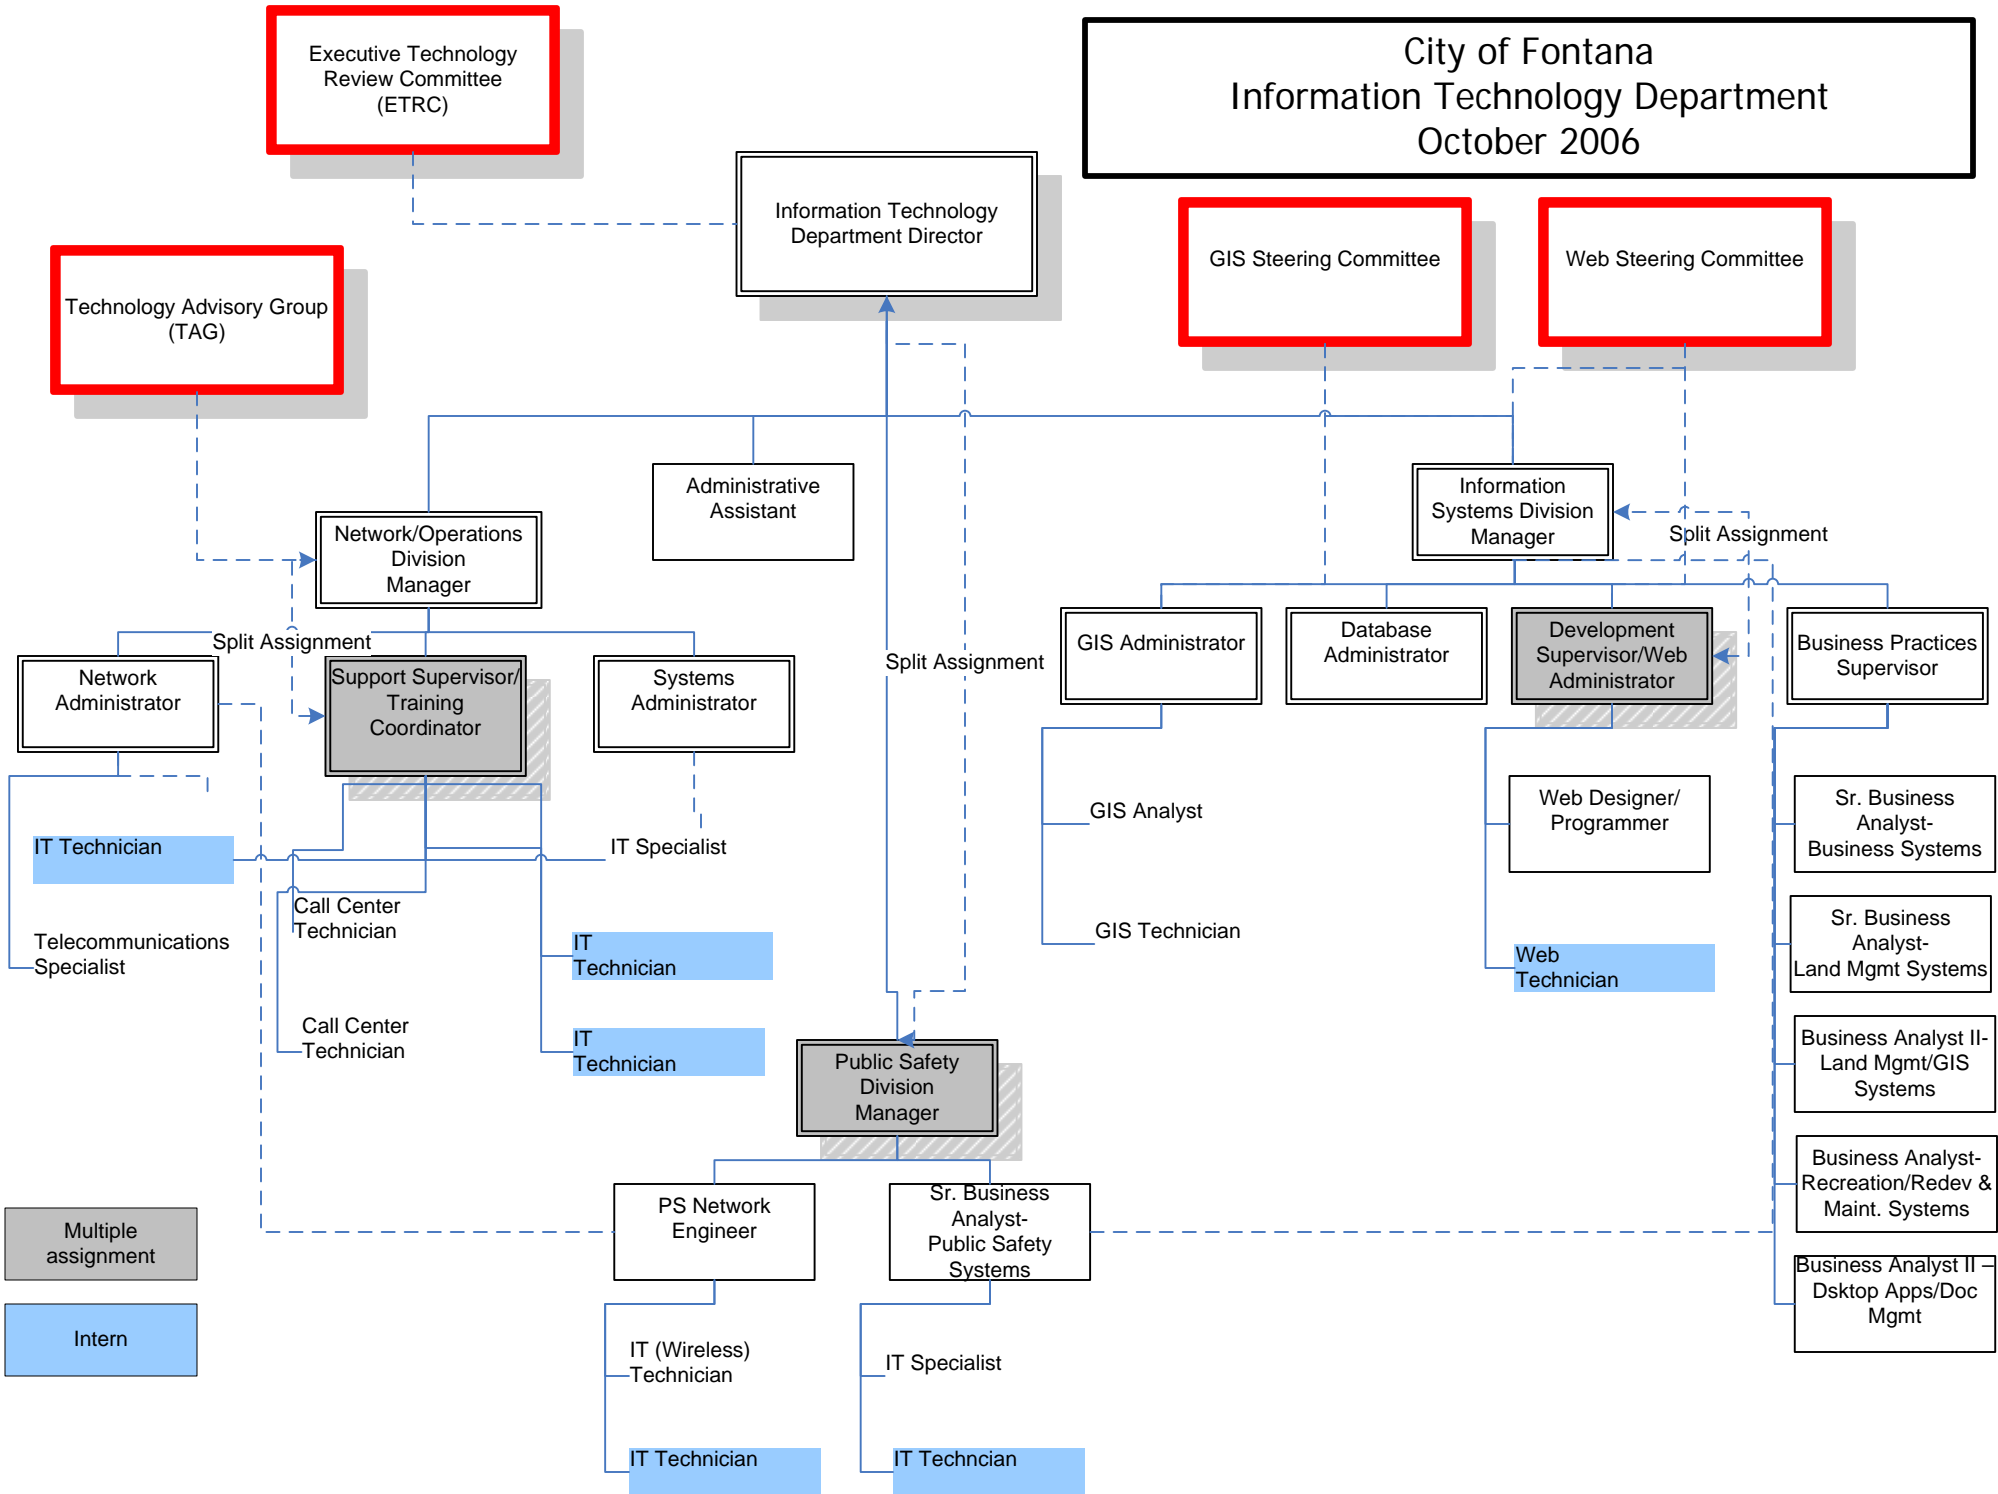 City of Fontana
Information Technology Department
October 2006
Executive Technology
Review Committee
(ETRC)
Information Technology
Department Director
GIS Steering Committee
Web Steering Committee
Technology Advisory Group
(TAG)
Administrative
Assistant
Information
Systems Division
Manager
Split Assignment
Network/Operations
Division
Manager
Split Assignment
Split Assignment
Network
Administrator
Support Supervisor/
Training
Coordinator
Systems
Administrator
GIS Administrator
Database
Administrator
Development
Supervisor/Web
Administrator
Business Practices
Supervisor
IT Technician
IT Specialist
GIS Analyst
Web Designer/
Programmer
Sr. Business
Analyst-
Business Systems
Call Center
Technician
Telecommunications
Specialist
IT
Technician
GIS Technician
Web
Technician
Sr. Business
Analyst-
Land Mgmt Systems
Call Center
Technician
IT
Technician
Public Safety
Division
Manager
Business Analyst II-
Land Mgmt/GIS
Systems
PS Network
Engineer
Sr. Business
Analyst-
Public Safety
Systems
Business Analyst-
Recreation/Redev &
Maint. Systems
Multiple
assignment
Business Analyst II –
Dsktop Apps/Doc
Mgmt
Intern
IT (Wireless)
Technician
IT Specialist
IT Technician
IT Techncian